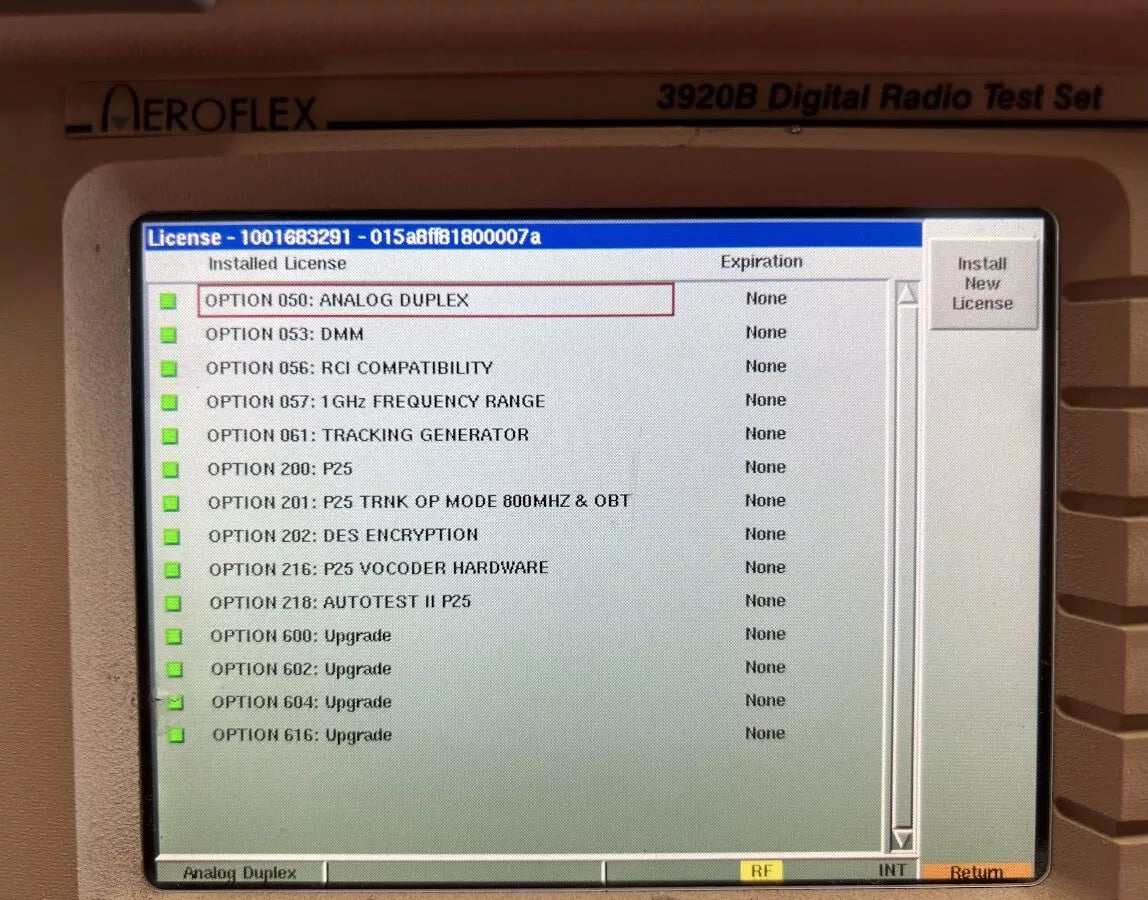 AEROFLEX
3920B Digital Radio Test Set
License - 1001683291 - 015a8ff81800007a
Installed License Expiration
OPTION 050: ANALOG DUPLEX None
OPTION 053: DMM None
OPTION 056: RCI COMPATIBILITY None
OPTION 057: 1GHz FREQUENCY RANGE None
OPTION 061: TRACKING GENERATOR None
OPTION 200: P25 None
OPTION 201: P25 TRNK OP MODE 800MHZ & OBT None
OPTION 202: DES ENCRYPTION None
OPTION 216: P25 VOCODER HARDWARE None
OPTION 218: AUTOTEST II P25 None
OPTION 600: Upgrade None
OPTION 602: Upgrade None
OPTION 604: Upgrade None
OPTION 616: Upgrade None
Install
New
License
Analog Duplex RF INT Return